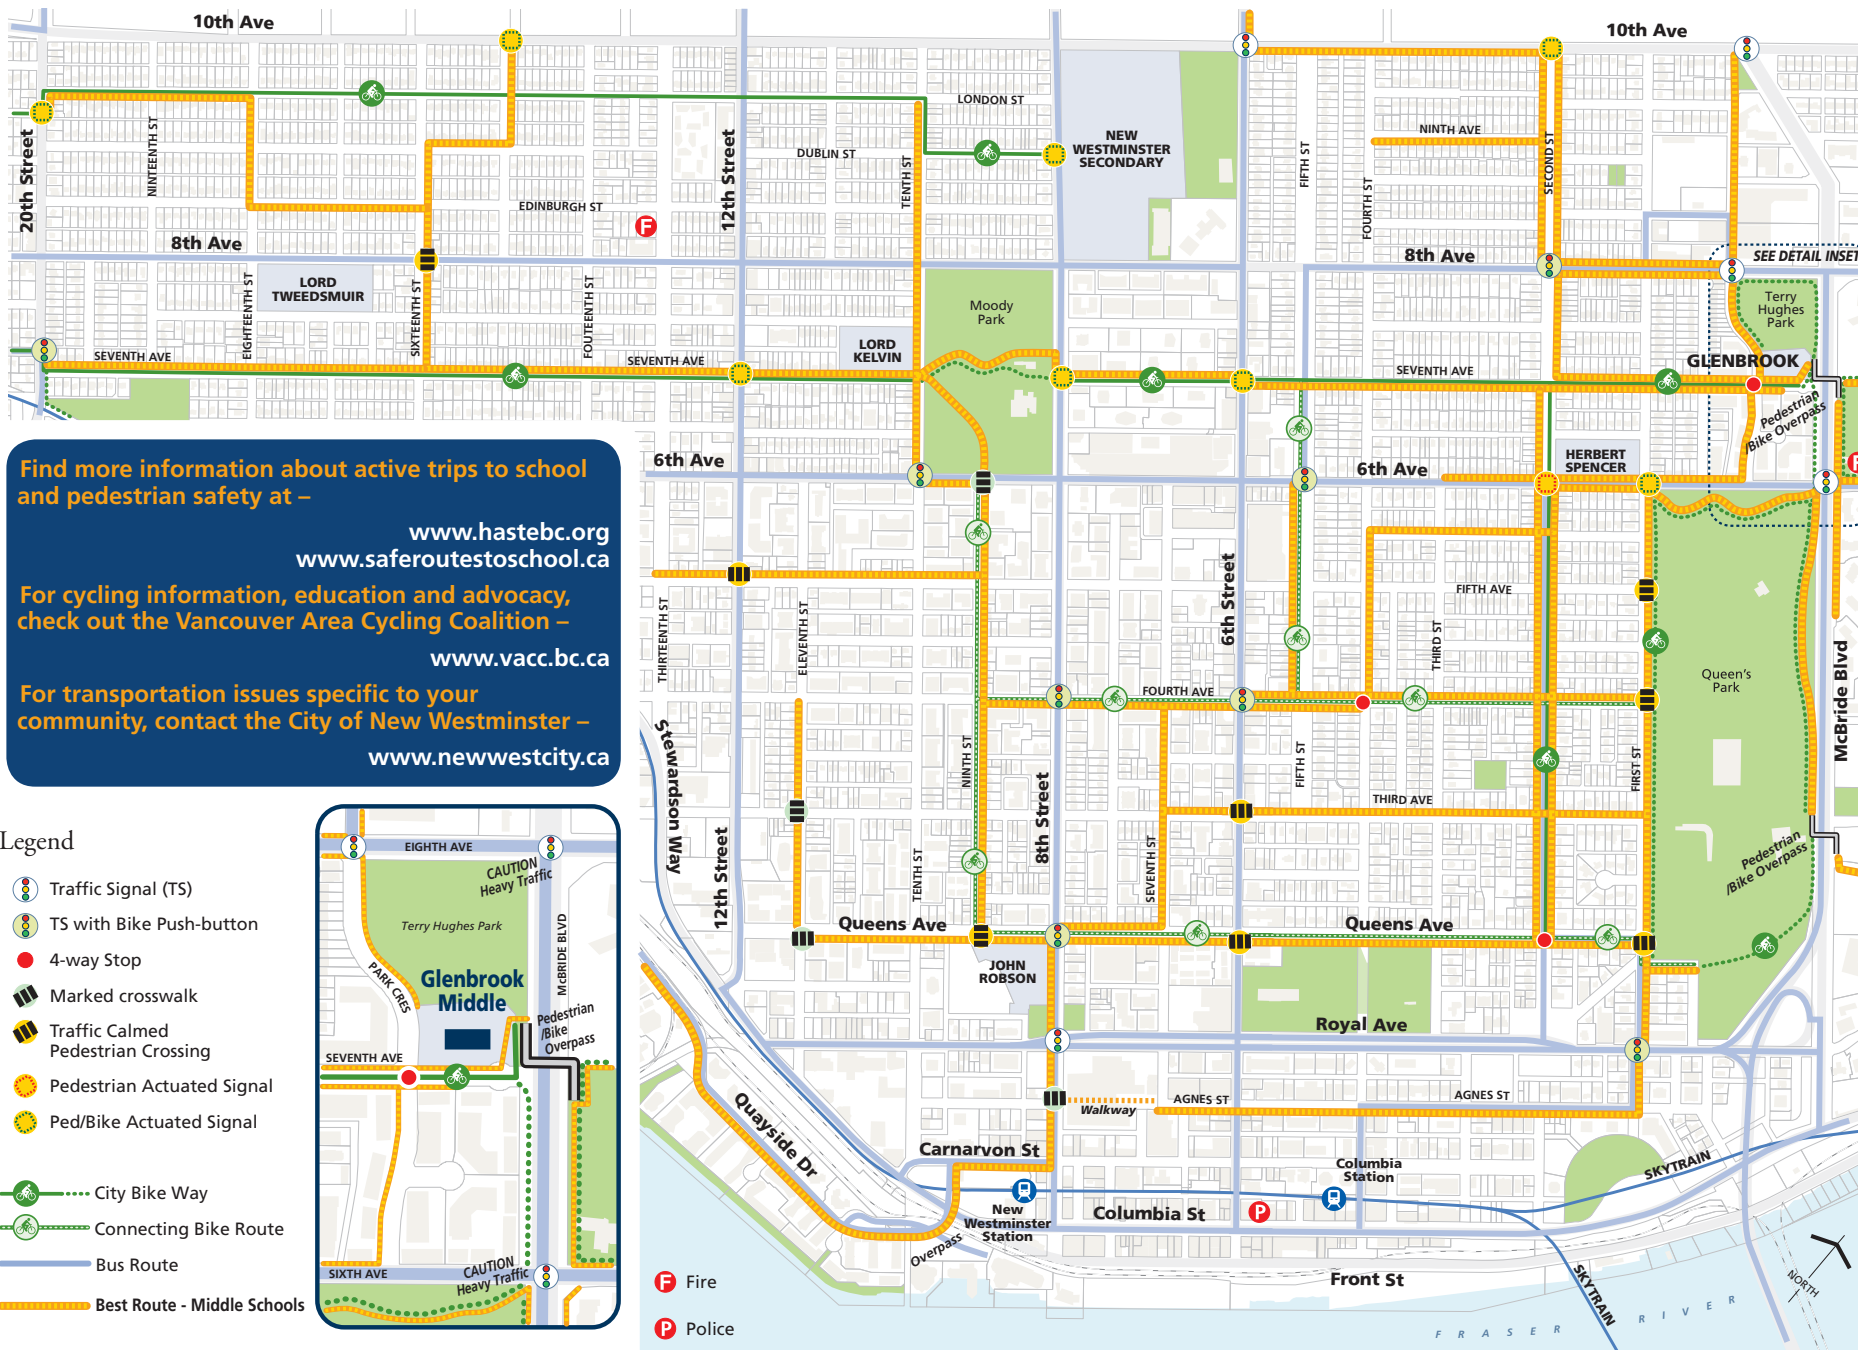 10th Ave
10th Ave
LONDON ST
NEW
WESTMINSTER
SECONDARY
NINTH AVE
DUBLIN ST
20th Street
NINTEENTH ST
12th Street
TENTH ST
FIFTH ST
FOURTH ST
SECOND ST
EDINBURGH ST
F
8th Ave
8th Ave
SEE DETAIL INSET
LORD
TWEEDSMUIR
EIGHTEENTH ST
SIXTEENTH ST
FOUTEENTH ST
Moody
Park
Terry
Hughes
Park
LORD
KELVIN
GLENBROOK
SEVENTH AVE
SEVENTH AVE
SEVENTH AVE
Pedestrian
/Bike Overpass
6th Ave
6th Ave
HERBERT
SPENCER
F
Find more information about active trips to school
and pedestrian safety at –
www.hastebc.org
www.saferoutestoschool.ca
For cycling information, education and advocacy,
check out the Vancouver Area Cycling Coalition –
www.vacc.bc.ca
For transportation issues specific to your
community, contact the City of New Westminster –
www.newwestcity.ca
THIRTEENTH ST
ELEVENTH ST
6th Street
FIFTH AVE
THIRD ST
Queen's
Park
McBride Blvd
FOURTH AVE
Stewardson Way
NINTH ST
8th Street
FIFTH ST
FIRST ST
THIRD AVE
12th Street
TENTH ST
SEVENTH ST
Pedestrian
/Bike Overpass
Queens Ave
Queens Ave
JOHN
ROBSON
Royal Ave
Quayside Dr
Walkway
AGNES ST
AGNES ST
Carnarvon St
Columbia
Station
SKYTRAIN
New
Westminster
Station
Columbia St
P
Overpass
Front St
SKYTRAIN
NORTH
FRASER RIVER
F Fire
P Police
Legend
Traffic Signal (TS)
TS with Bike Push-button
4-way Stop
Marked crosswalk
Traffic Calmed
Pedestrian Crossing
Pedestrian Actuated Signal
Ped/Bike Actuated Signal
City Bike Way
Connecting Bike Route
Bus Route
Best Route - Middle Schools
EIGHTH AVE
CAUTION
Heavy Traffic
Terry Hughes Park
McBRIDE BLVD
PARK CRES
Glenbrook
Middle
Pedestrian
/Bike
Overpass
SEVENTH AVE
SIXTH AVE
CAUTION
Heavy Traffic